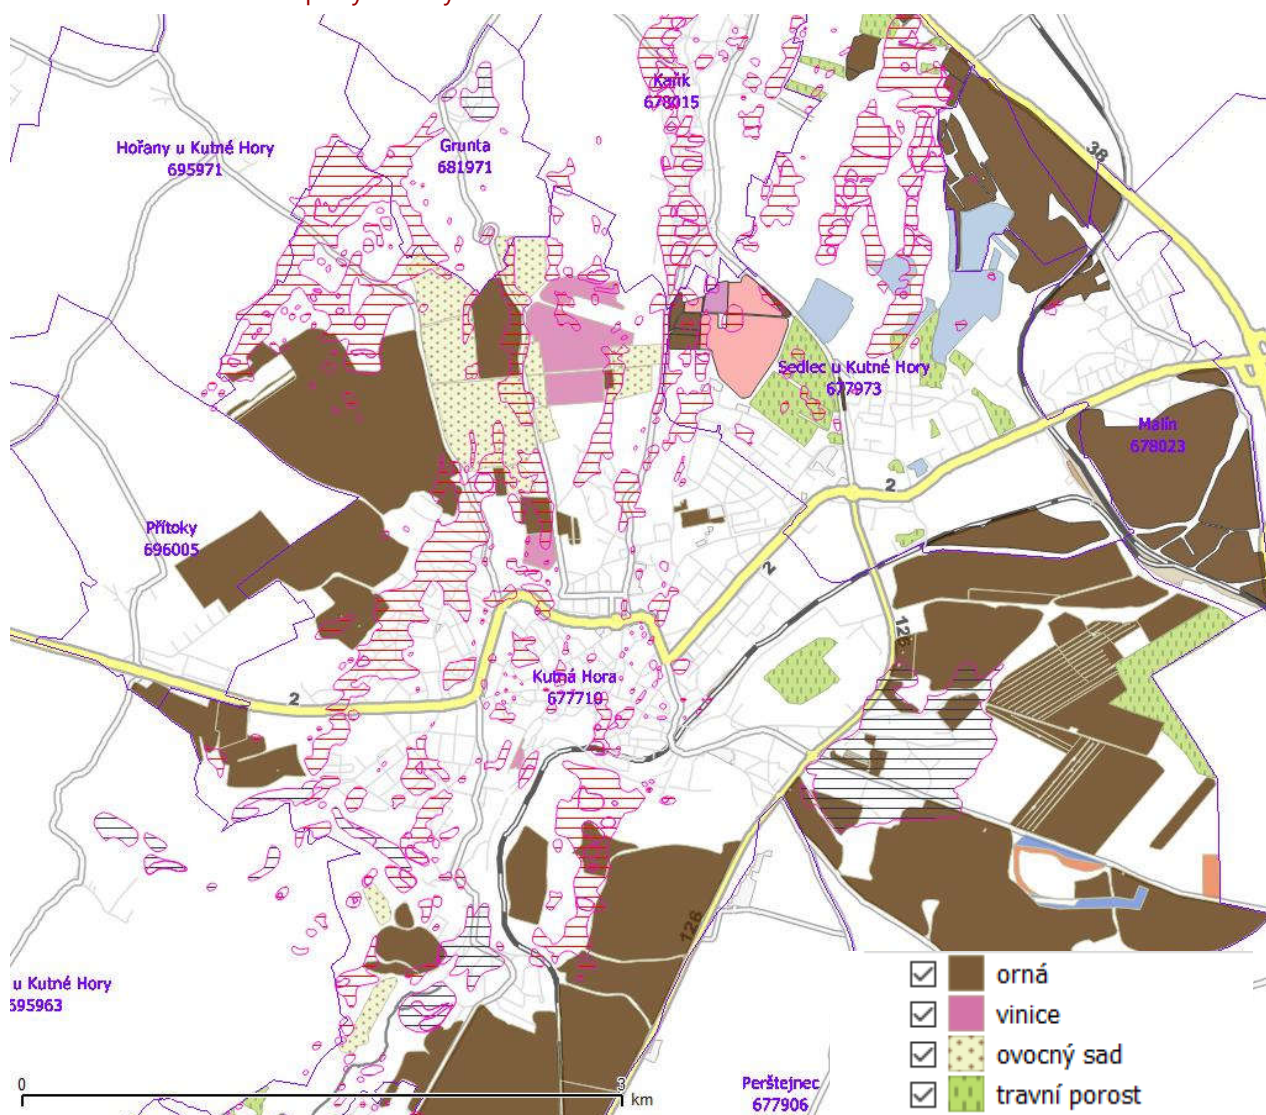 Kaňk
678015
38
Hořany u Kutné Hory
695971
Grunta
681971
Sedlec u Kutné Hory
677973
Malín
678023
2
Přítoky
696005
2
126
Kutná Hora
677710
2
126
u Kutné Hory
695963
orná
vinice
ovocný sad
travní porost
0
3
km
Perštejnec
677906